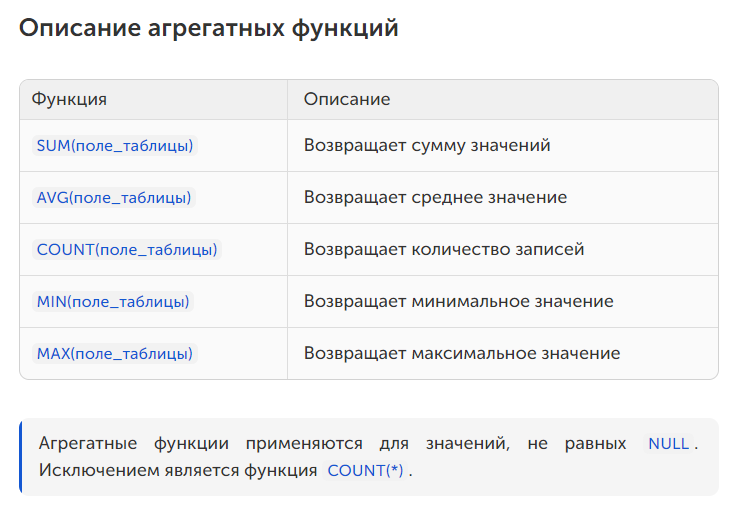 Описание агрегатных функций
Функция Описание
SUM(поле_таблицы) Возвращает сумму значений
AVG(поле_таблицы) Возвращает среднее значение
COUNT(поле_таблицы) Возвращает количество записей
MIN(поле_таблицы) Возвращает минимальное значение
MAX(поле_таблицы) Возвращает максимальное значение
Агрегатные функции применяются для значений, не равных NULL.
Исключением является функция COUNT(*).